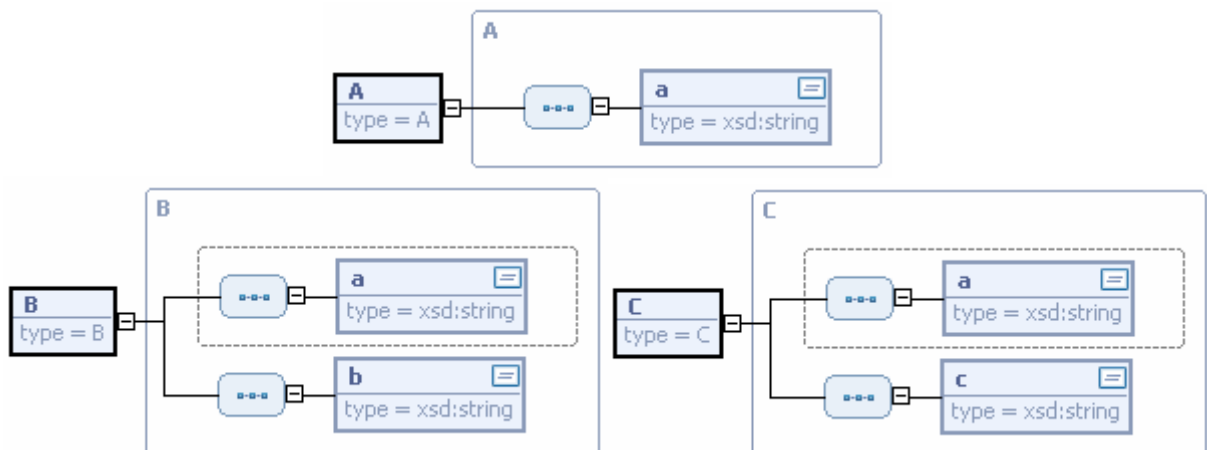 A
A
type = A
a
type = xsd:string
B
a
type = xsd:string
B
type = B
b
type = xsd:string
C
a
type = xsd:string
C
type = C
c
type = xsd:string